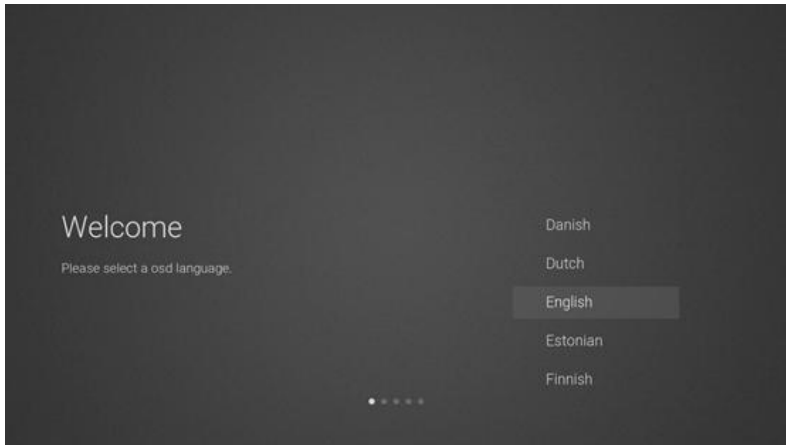 Welcome
Please select a osd language.
Danish
Dutch
English
Estonian
Finnish